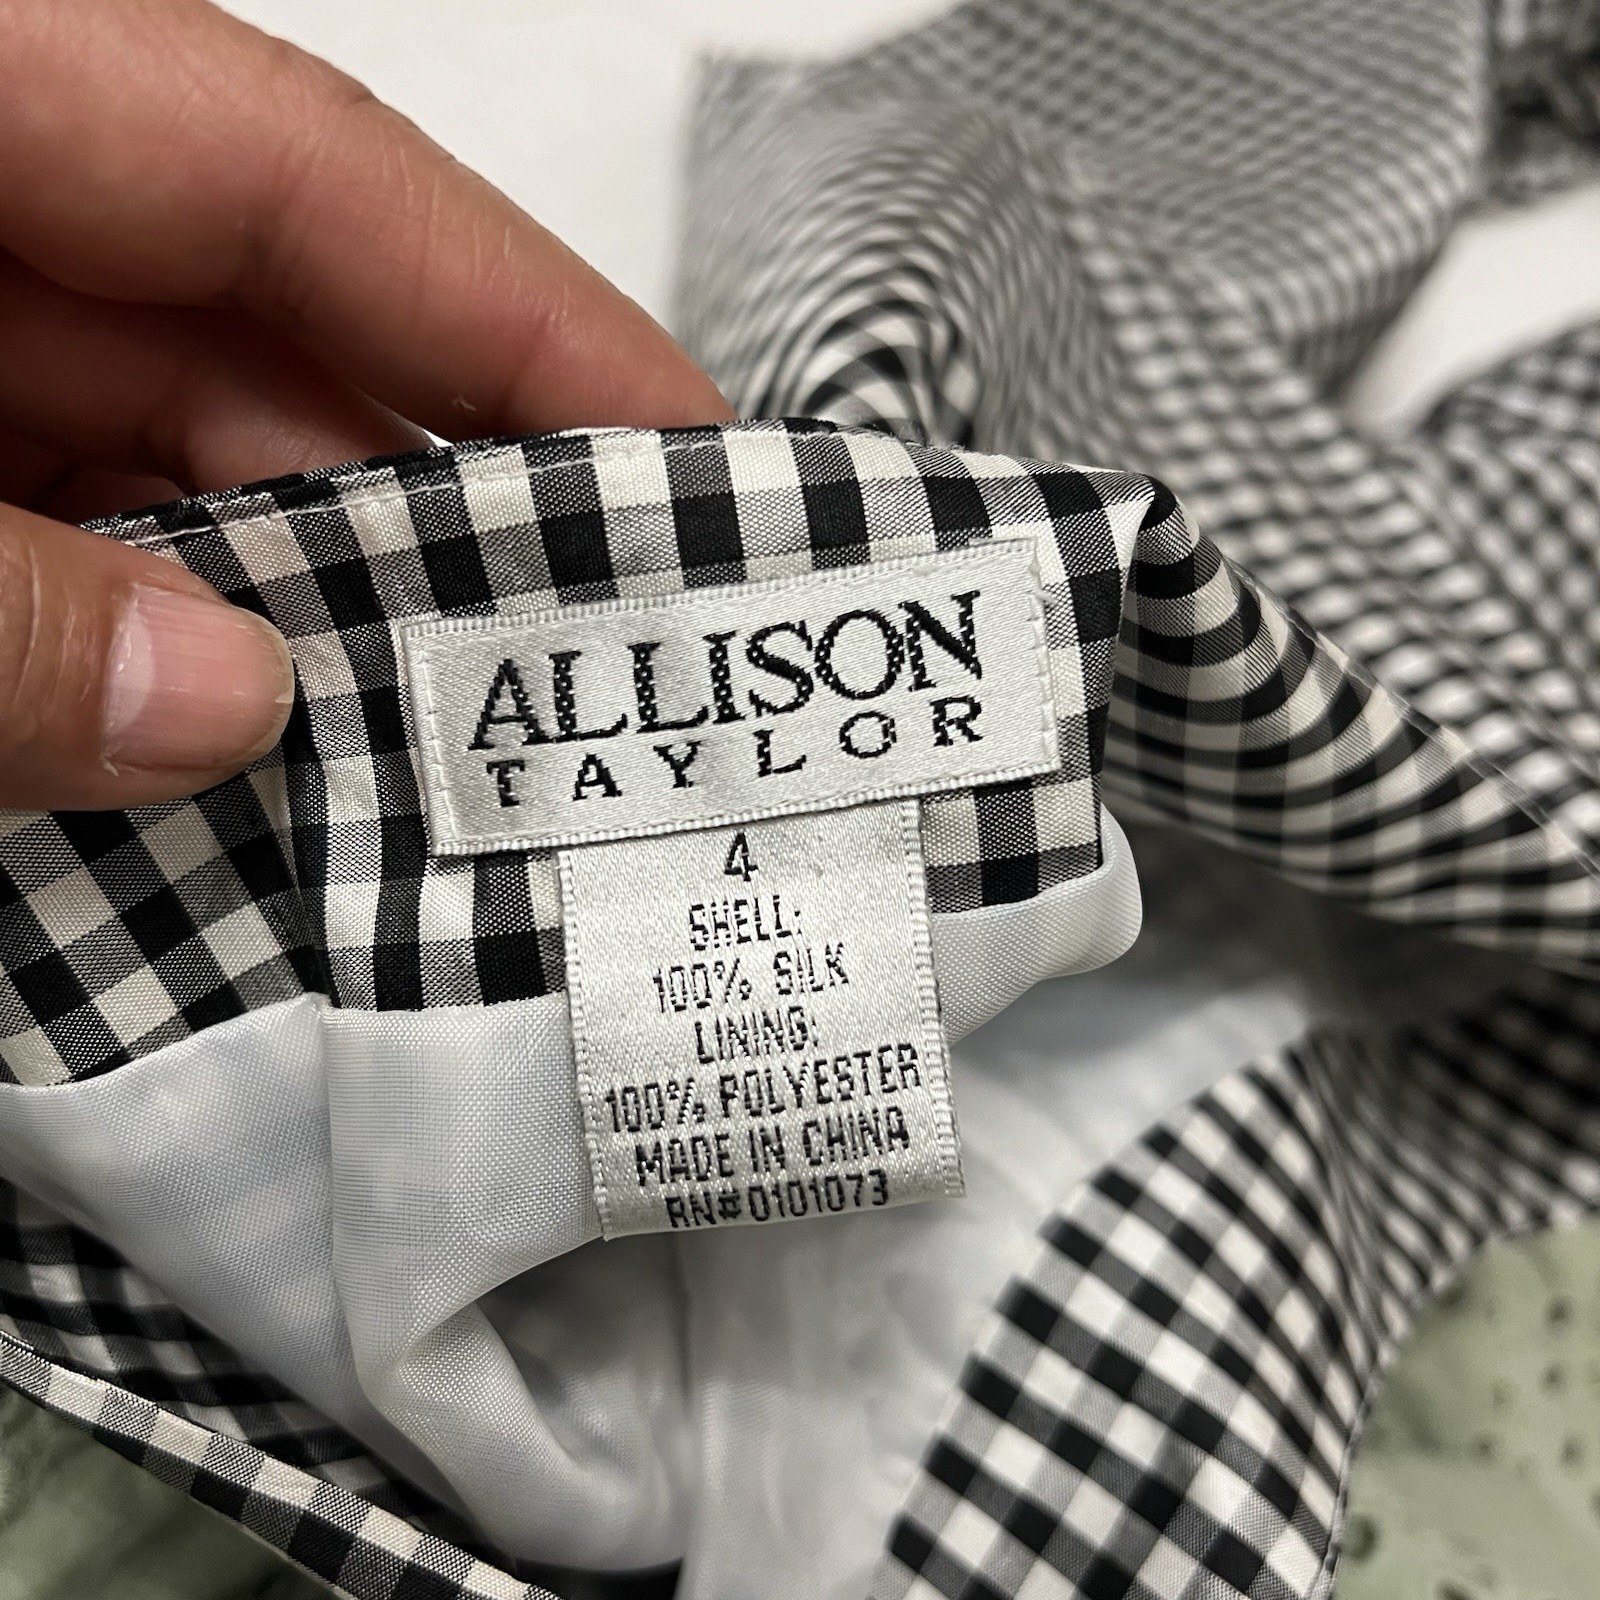 ALLISON
TAYLOR
4
SHELL:
100% SILK
LINING:
100% POLYESTER
MADE IN CHINA
RN#0101073